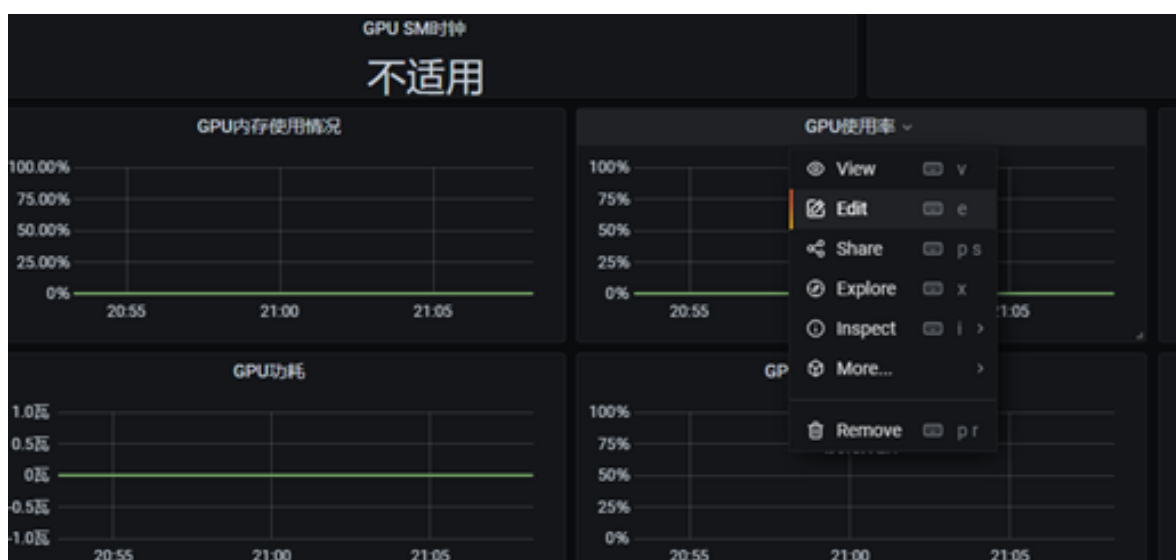 GPU SM时钟
不适用
GPU内存使用情况
100.00%
75.00%
50.00%
25.00%
0%
20:55 21:00 21:05
GPU使用率
100%
75%
50%
25%
0%
20:55 1:05
View v
Edit e
Share p s
Explore x
Inspect i
More...
Remove p r
GPU功耗
1.0瓦
0.5瓦
0瓦
-0.5瓦
-1.0瓦
20:55 21:00 21:05
GP
100%
75%
50%
25%
0%
20:55 21:00 21:05